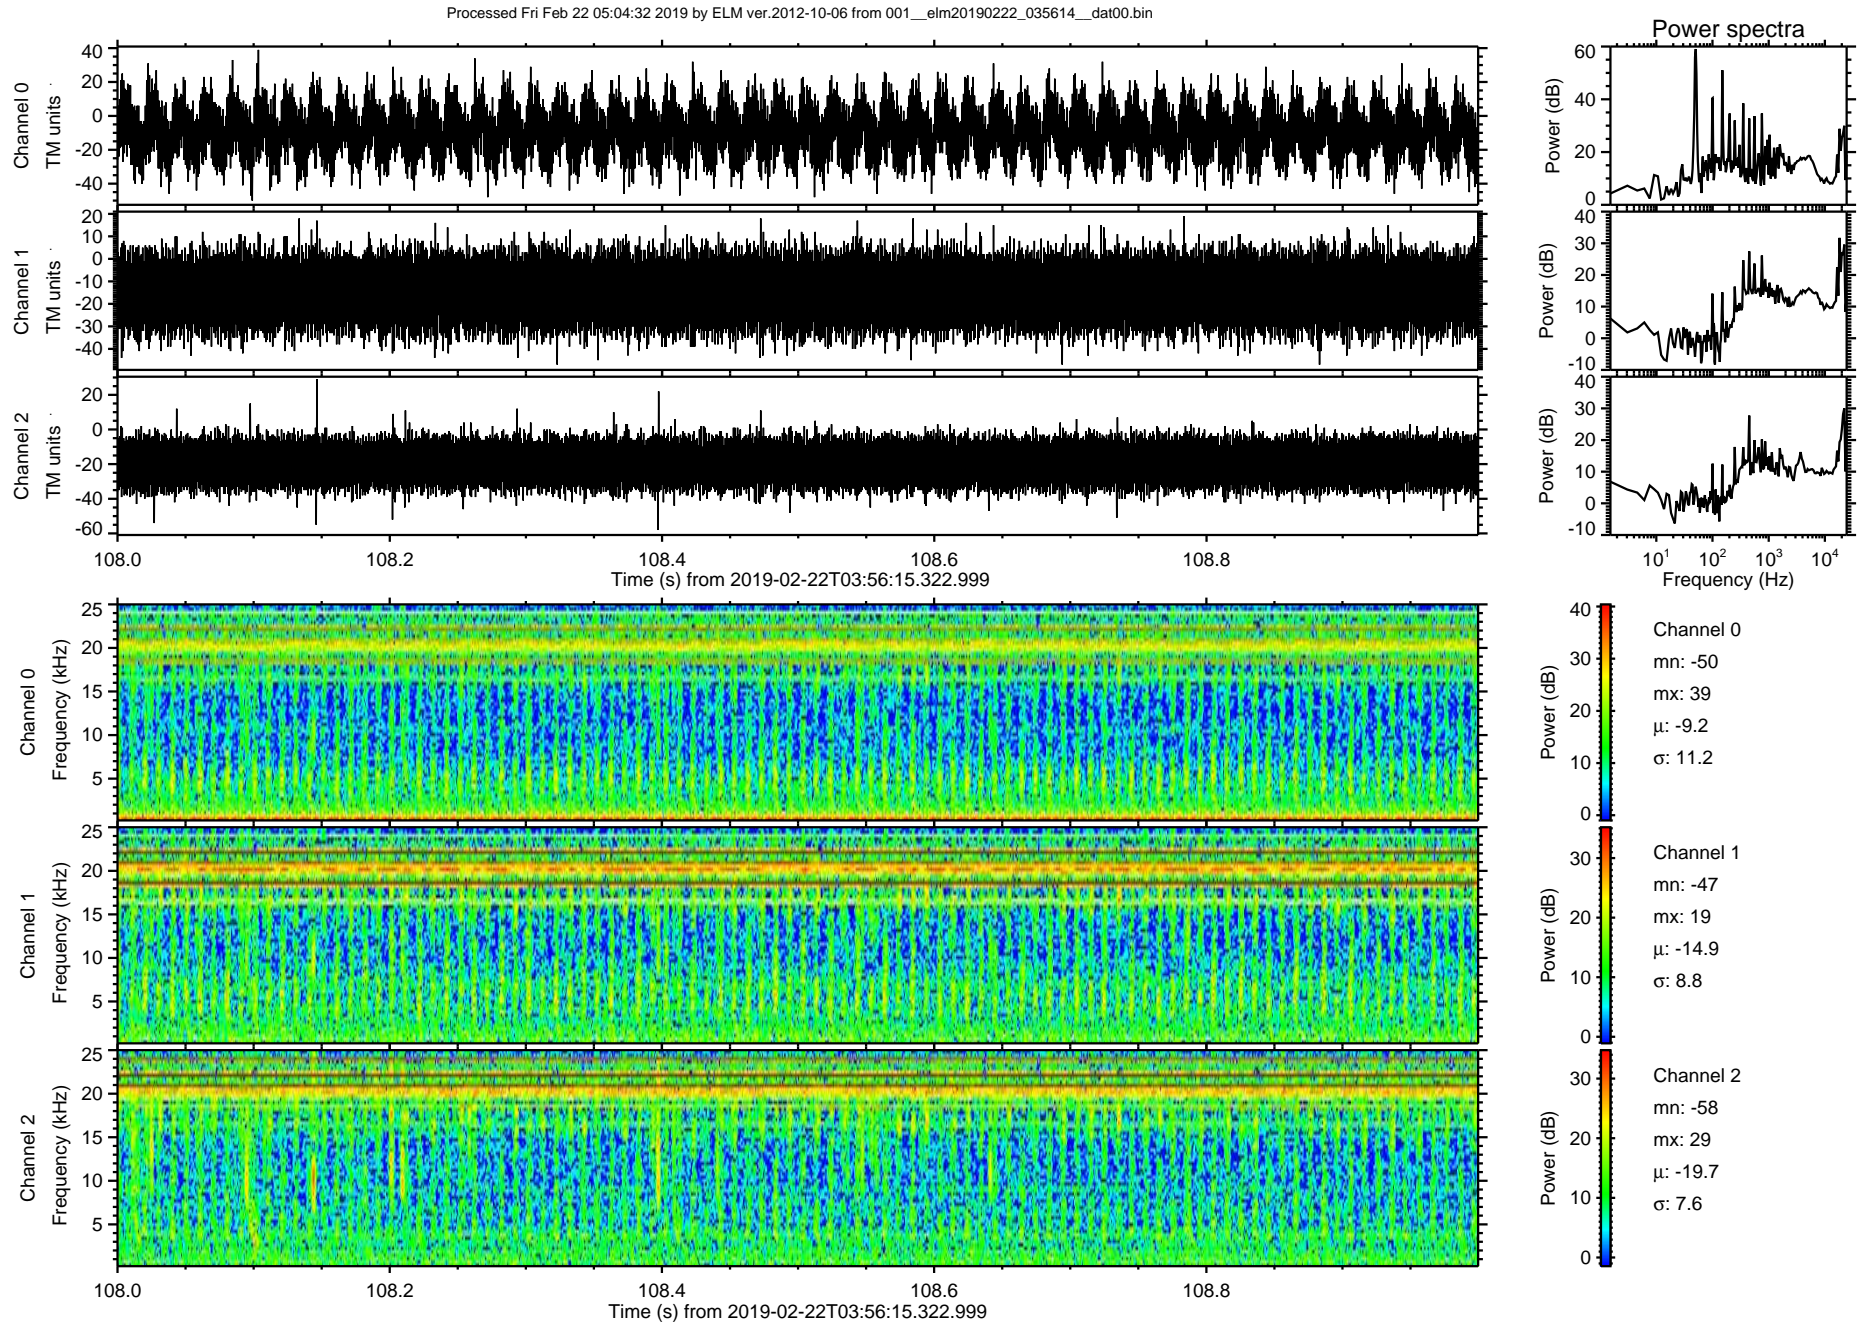 Processed Fri Feb 22 05:04:32 2019 by ELM ver.2012-10-06 from 001__elm20190222_035614__dat00.bin
Power spectra
Channel 0
TM units
40
20
0
-20
-40
Power (dB)
60
40
20
0
Channel 1
TM units
20
10
0
-10
-20
-30
-40
Power (dB)
40
30
20
10
0
-10
Channel 2
TM units
20
0
-20
-40
-60
Power (dB)
40
30
20
10
0
-10
108.0 108.2 108.4 108.6 108.8
Time (s) from 2019-02-22T03:56:15.322.999
10¹ 10² 10³ 10⁴
Frequency (Hz)
Channel 0
Frequency (kHz)
25
20
15
10
5
Power (dB)
40
30
20
10
0
Channel 0
mn: -50
mx: 39
μ: -9.2
σ: 11.2
Channel 1
Frequency (kHz)
25
20
15
10
5
Power (dB)
30
20
10
0
Channel 1
mn: -47
mx: 19
μ: -14.9
σ: 8.8
Channel 2
Frequency (kHz)
25
20
15
10
5
Power (dB)
30
20
10
0
Channel 2
mn: -58
mx: 29
μ: -19.7
σ: 7.6
108.0 108.2 108.4 108.6 108.8
Time (s) from 2019-02-22T03:56:15.322.999